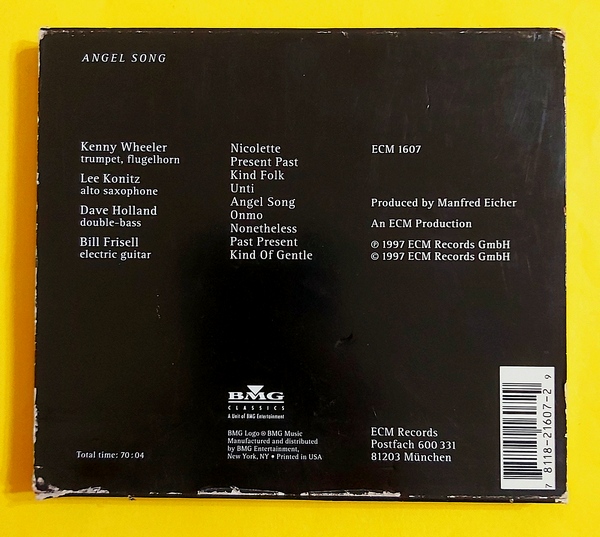 ANGEL SONG
Kenny Wheeler
trumpet, flugelhorn
Lee Konitz
alto saxophone
Dave Holland
double-bass
Bill Frisell
electric guitar
Nicolette
Present Past
Kind Folk
Unti
Angel Song
Onmo
Nonetheless
Past Present
Kind Of Gentle
ECM 1607
Produced by Manfred Eicher
An ECM Production
℗ 1997 ECM Records GmbH
© 1997 ECM Records GmbH
Total time: 70:04
BMG
CLASSICS
A Unit of BMG Entertainment
BMG Logo ® BMG Music
Manufactured and distributed
by BMG Entertainment,
New York, NY • Printed in USA
ECM Records
Postfach 600 331
81203 München
7 8118-21607-2 9